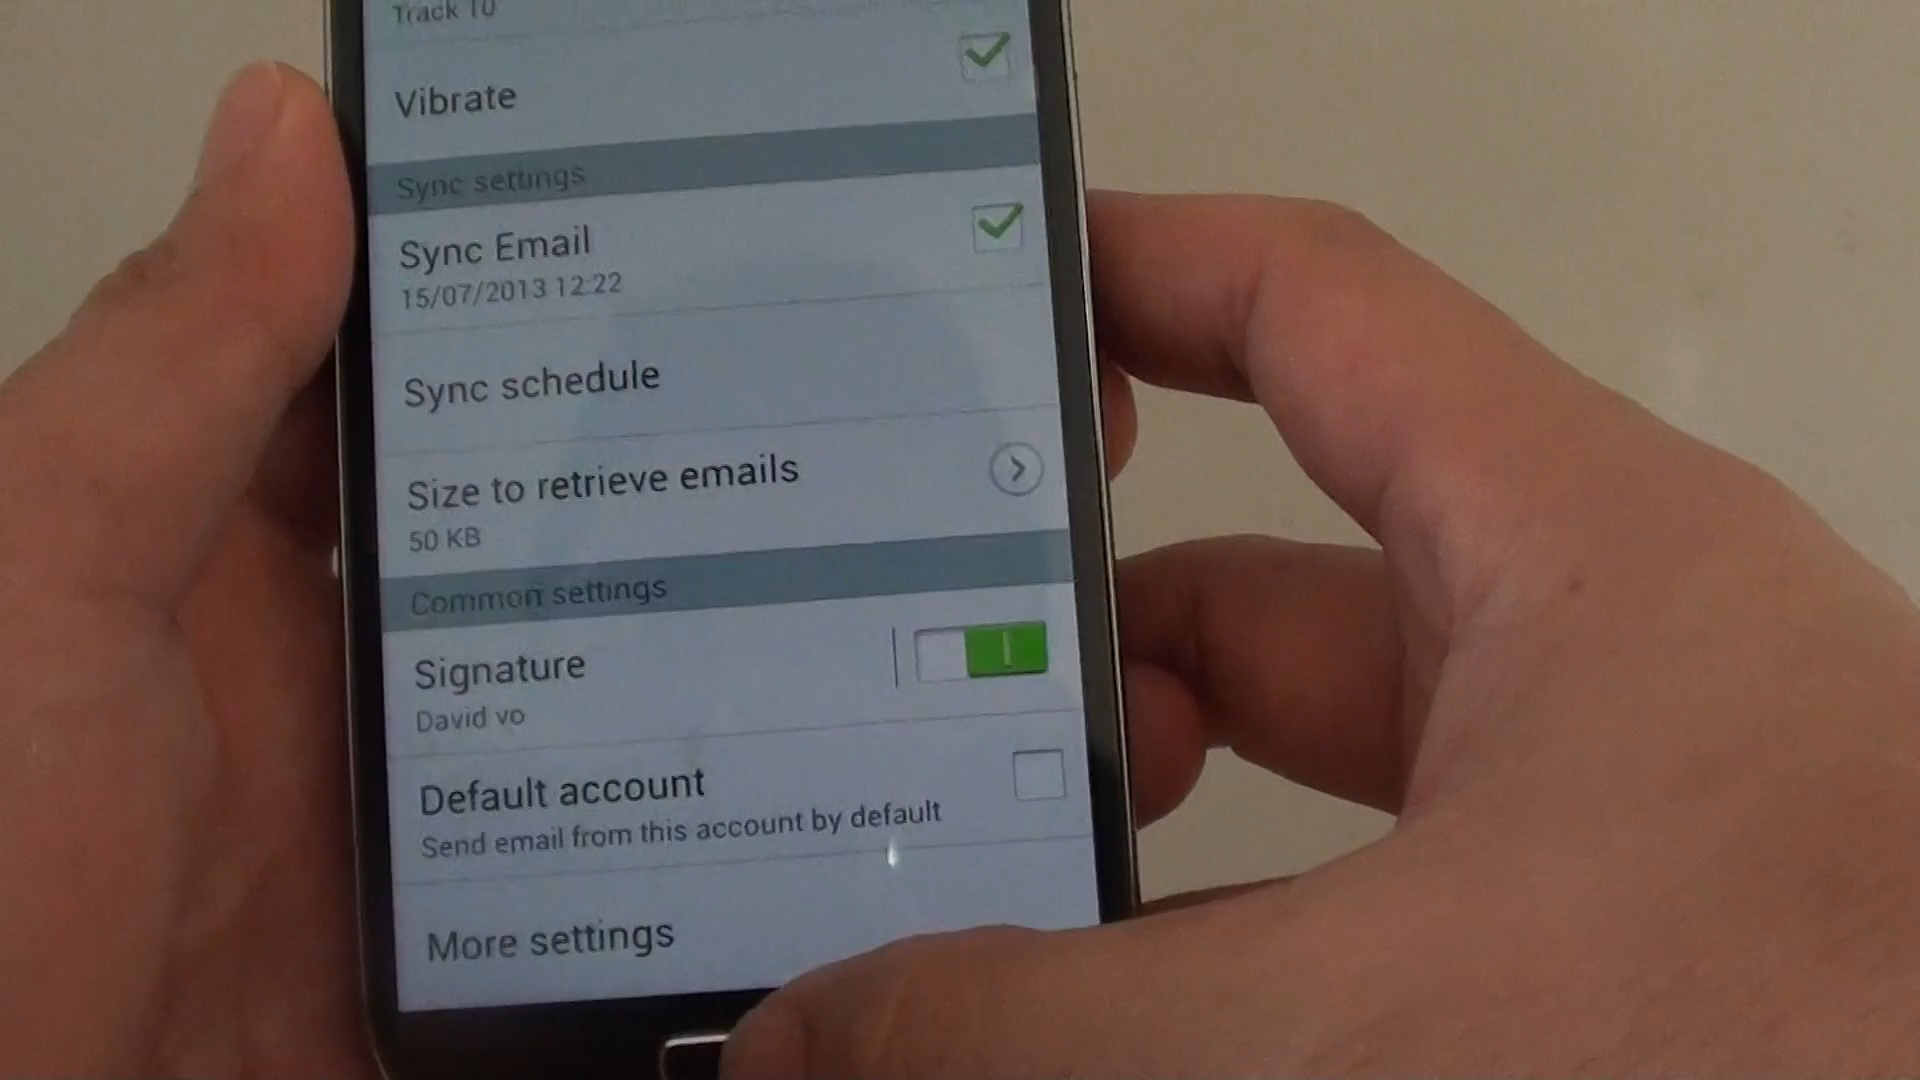 Track 10
Vibrate
Sync settings
Sync Email
15/07/2013 12:22
Sync schedule
Size to retrieve emails
50 KB
Common settings
Signature
David vo
Default account
Send email from this account by default
More settings